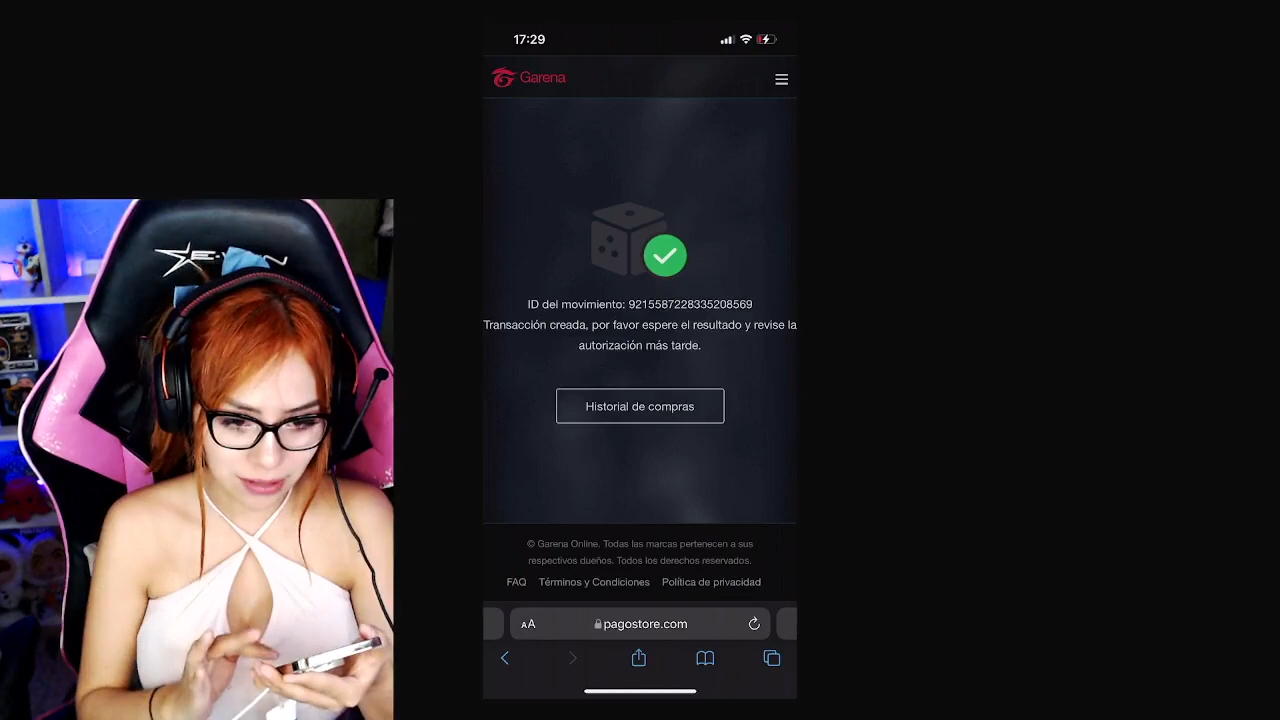 17:29
Garena
ID del movimiento: 9215587228335208569
Transacción creada, por favor espere el resultado y revise la
autorización más tarde.
Historial de compras
© Garena Online. Todas las marcas pertenecen a sus
respectivos dueños. Todos los derechos reservados.
FAQ Términos y Condiciones Política de privacidad
AA pagostore.com